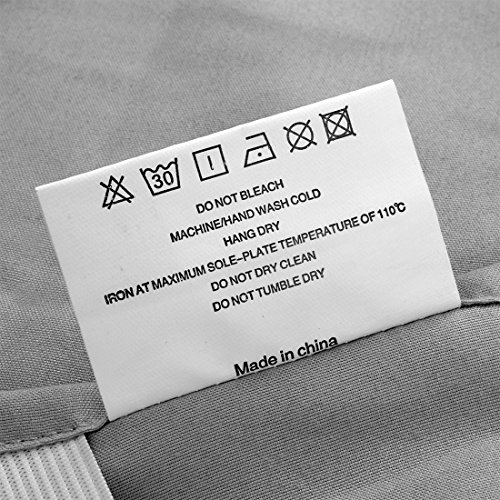 30
DO NOT BLEACH
MACHINE/HAND WASH COLD
HANG DRY
IRON AT MAXIMUM SOLE-PLATE TEMPERATURE OF 110℃
DO NOT DRY CLEAN
DO NOT TUMBLE DRY
Made in china